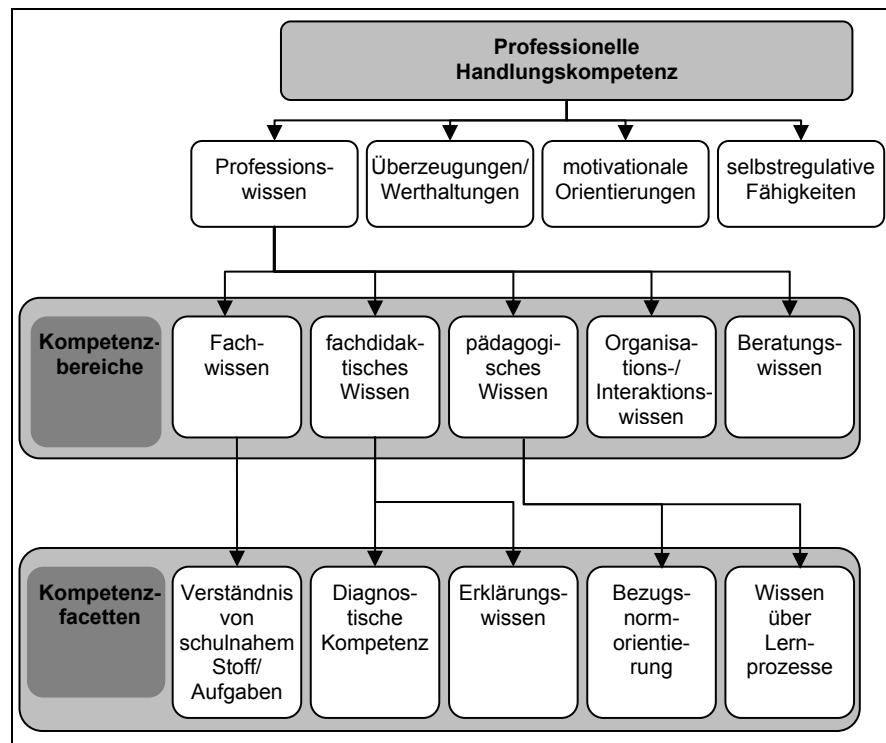 Professionelle
Handlungskompetenz
Professions-
wissen
Überzeugungen/
Werthaltungen
motivationale
Orientierungen
selbstregulative
Fähigkeiten
Kompetenz-
bereiche
Fach-
wissen
fachdidak-
tisches
Wissen
pädagogi-
sches
Wissen
Organisa-
tions-/
Interaktions-
wissen
Beratungs-
wissen
Kompetenz-
facetten
Verständnis
von
schulnahem
Stoff/
Aufgaben
Diagnos-
tische
Kompetenz
Erklärungs-
wissen
Bezugs-
norm-
orientie-
rung
Wissen
über
Lern-
prozesse